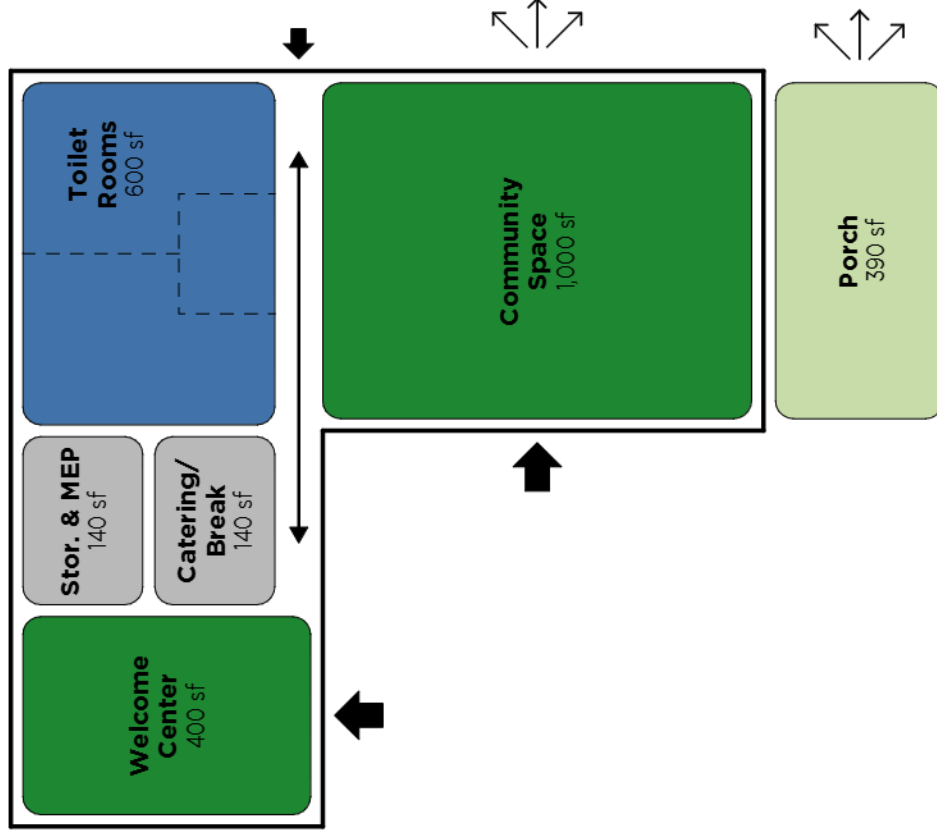 Toilet
Rooms
600 sf
Stor. & MEP
140 sf
Catering/
Break
140 sf
Welcome
Center
400 sf
Community
Space
1,000 sf
Porch
390 sf